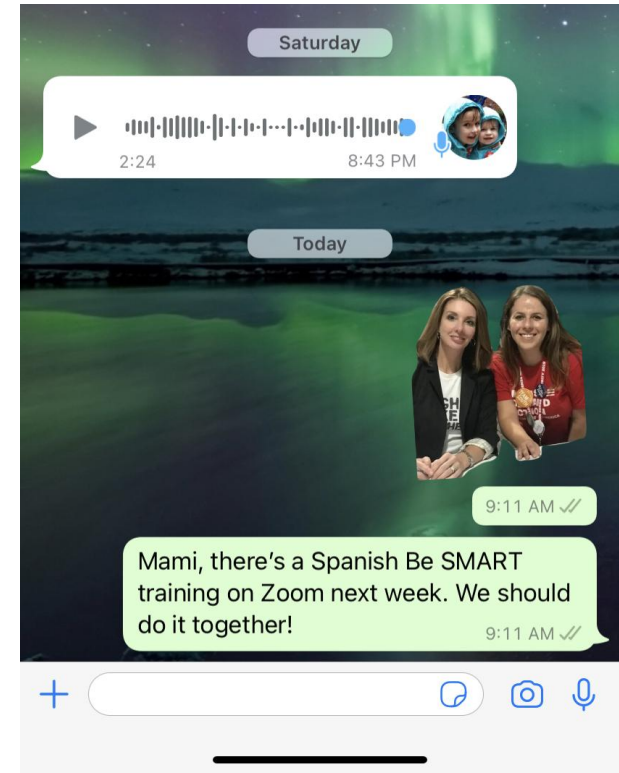 Saturday
2:24 8:43 PM
Today
9:11 AM
Mami, there's a Spanish Be SMART
training on Zoom next week. We should
do it together!
9:11 AM